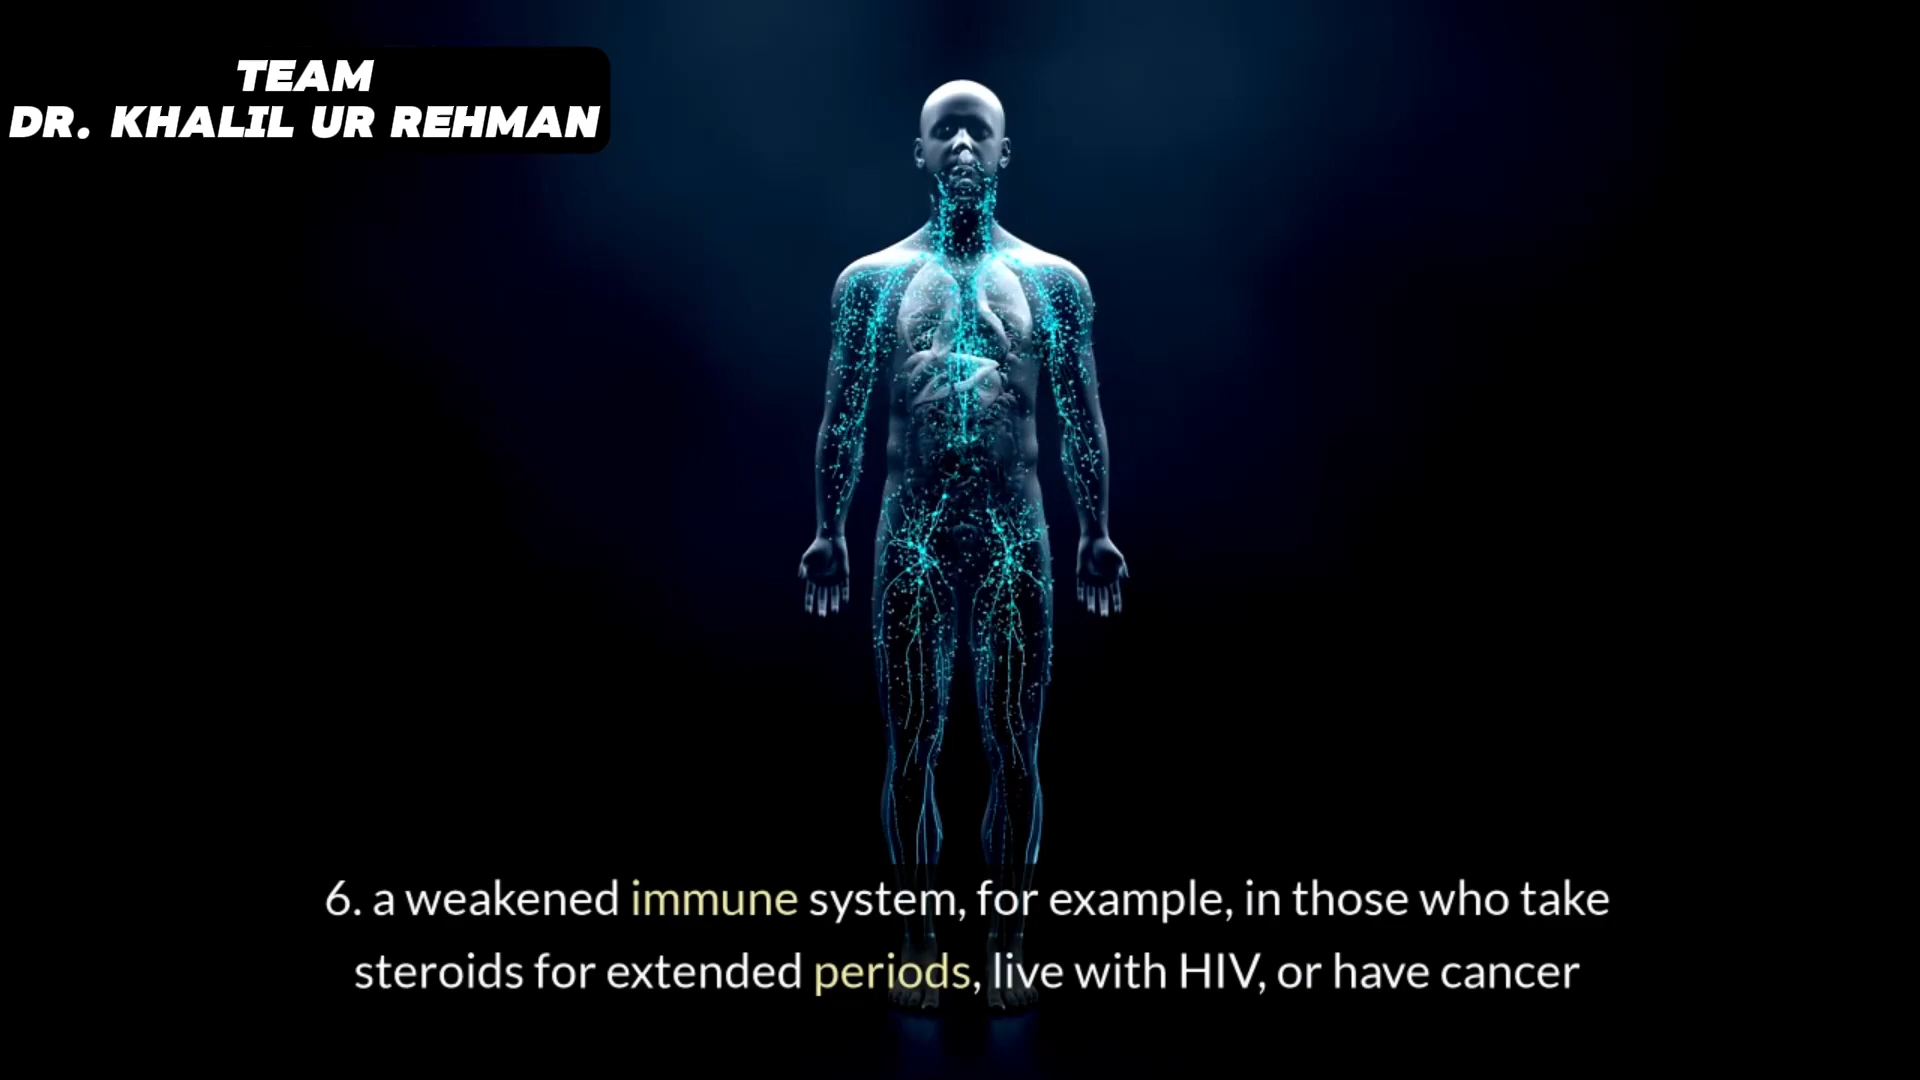 TEAM
DR. KHALIL UR REHMAN
6. a weakened immune system, for example, in those who take
steroids for extended periods, live with HIV, or have cancer